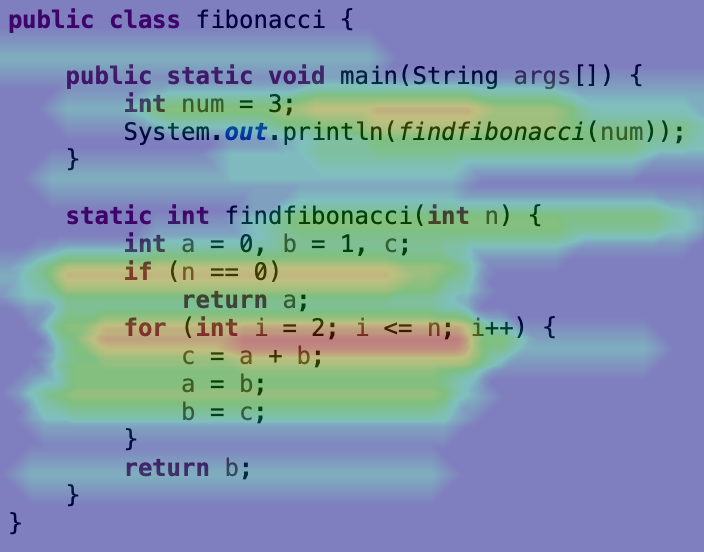 public class fibonacci {
public static void main(String args[]) {
int num = 3;
System.out.println(findfibonacci(num));
}
static int findfibonacci(int n) {
int a = 0, b = 1, c;
if (n == 0)
return a;
for (int i = 2; i <= n; i++) {
c = a + b;
a = b;
b = c;
}
return b;
}
}